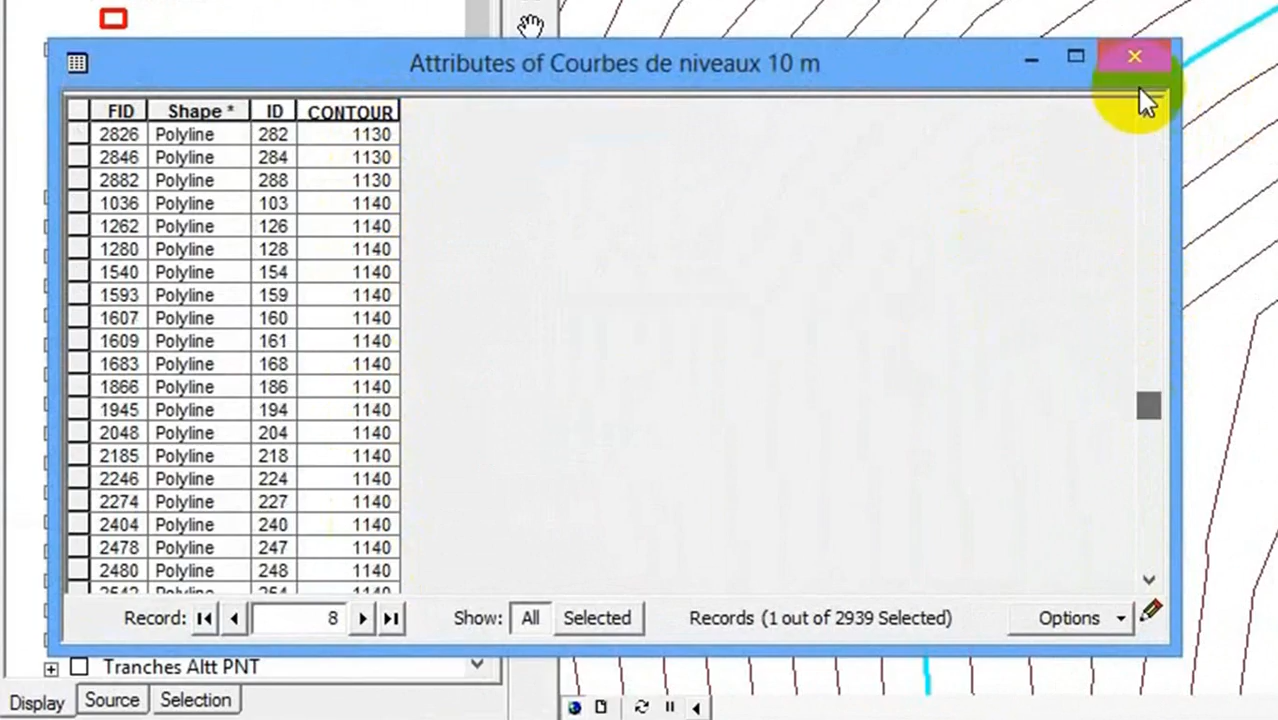 Attributes of Courbes de niveaux 10 m
FID Shape * ID CONTOUR
2826 Polyline 282 1130
2846 Polyline 284 1130
2882 Polyline 288 1130
1036 Polyline 103 1140
1262 Polyline 126 1140
1280 Polyline 128 1140
1540 Polyline 154 1140
1593 Polyline 159 1140
1607 Polyline 160 1140
1609 Polyline 161 1140
1683 Polyline 168 1140
1866 Polyline 186 1140
1945 Polyline 194 1140
2048 Polyline 204 1140
2185 Polyline 218 1140
2246 Polyline 224 1140
2274 Polyline 227 1140
2404 Polyline 240 1140
2478 Polyline 247 1140
2480 Polyline 248 1140
Record: 8 Show: All Selected Records (1 out of 2939 Selected) Options
Tranches Altt PNT
Display Source Selection